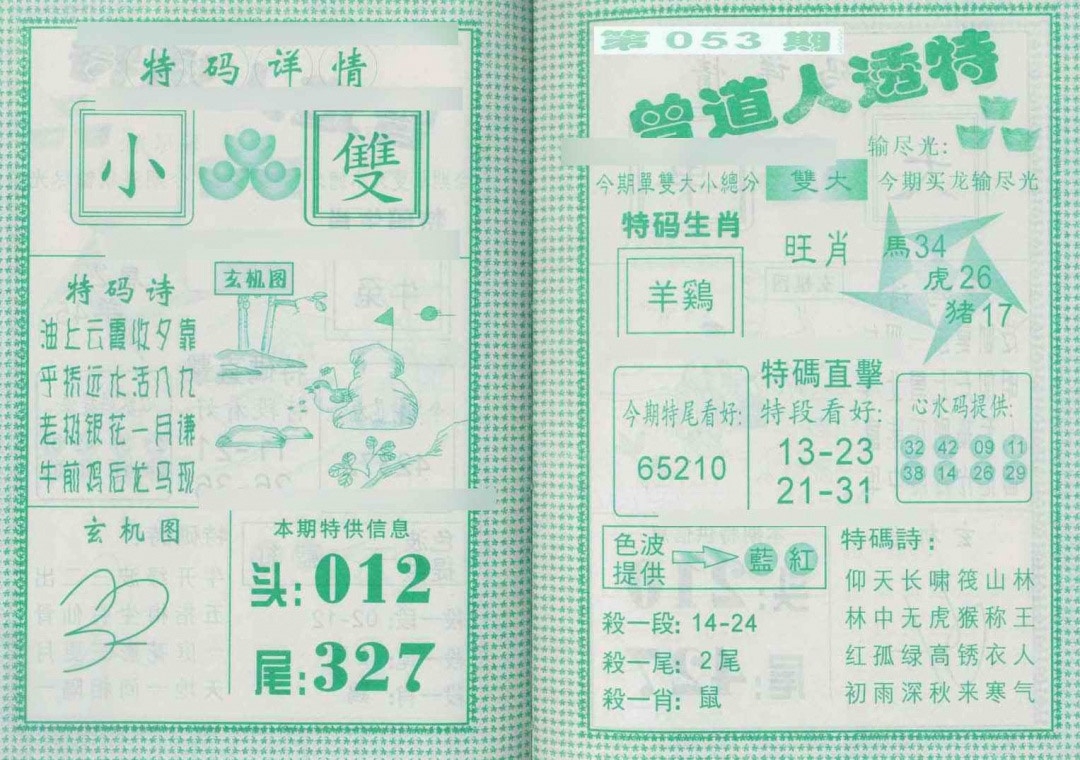 特码详情
小 雙
特码诗
油上云霞收夕靠
平桥远水活八九
老极银花一月谦
牛前鸡后龙马现
玄机图
玄机图
本期特供信息
头:012
尾:327
第053期
曾道人透特
输尽光:
今期單雙大小總分 雙大 今期买龙输尽光
特码生肖
羊鷄
旺肖
馬34
虎26
猪17
今期特尾看好:
65210
特碼直擊
特段看好:
13-23
21-31
心水码提供:
32 42 09 11
38 14 26 29
色波
提供
藍 紅
殺一段: 14-24
殺一尾: 2尾
殺一肖: 鼠
特碼詩:
仰天长啸筏山林
林中无虎猴称王
红孤绿高锈衣人
初雨深秋来寒气